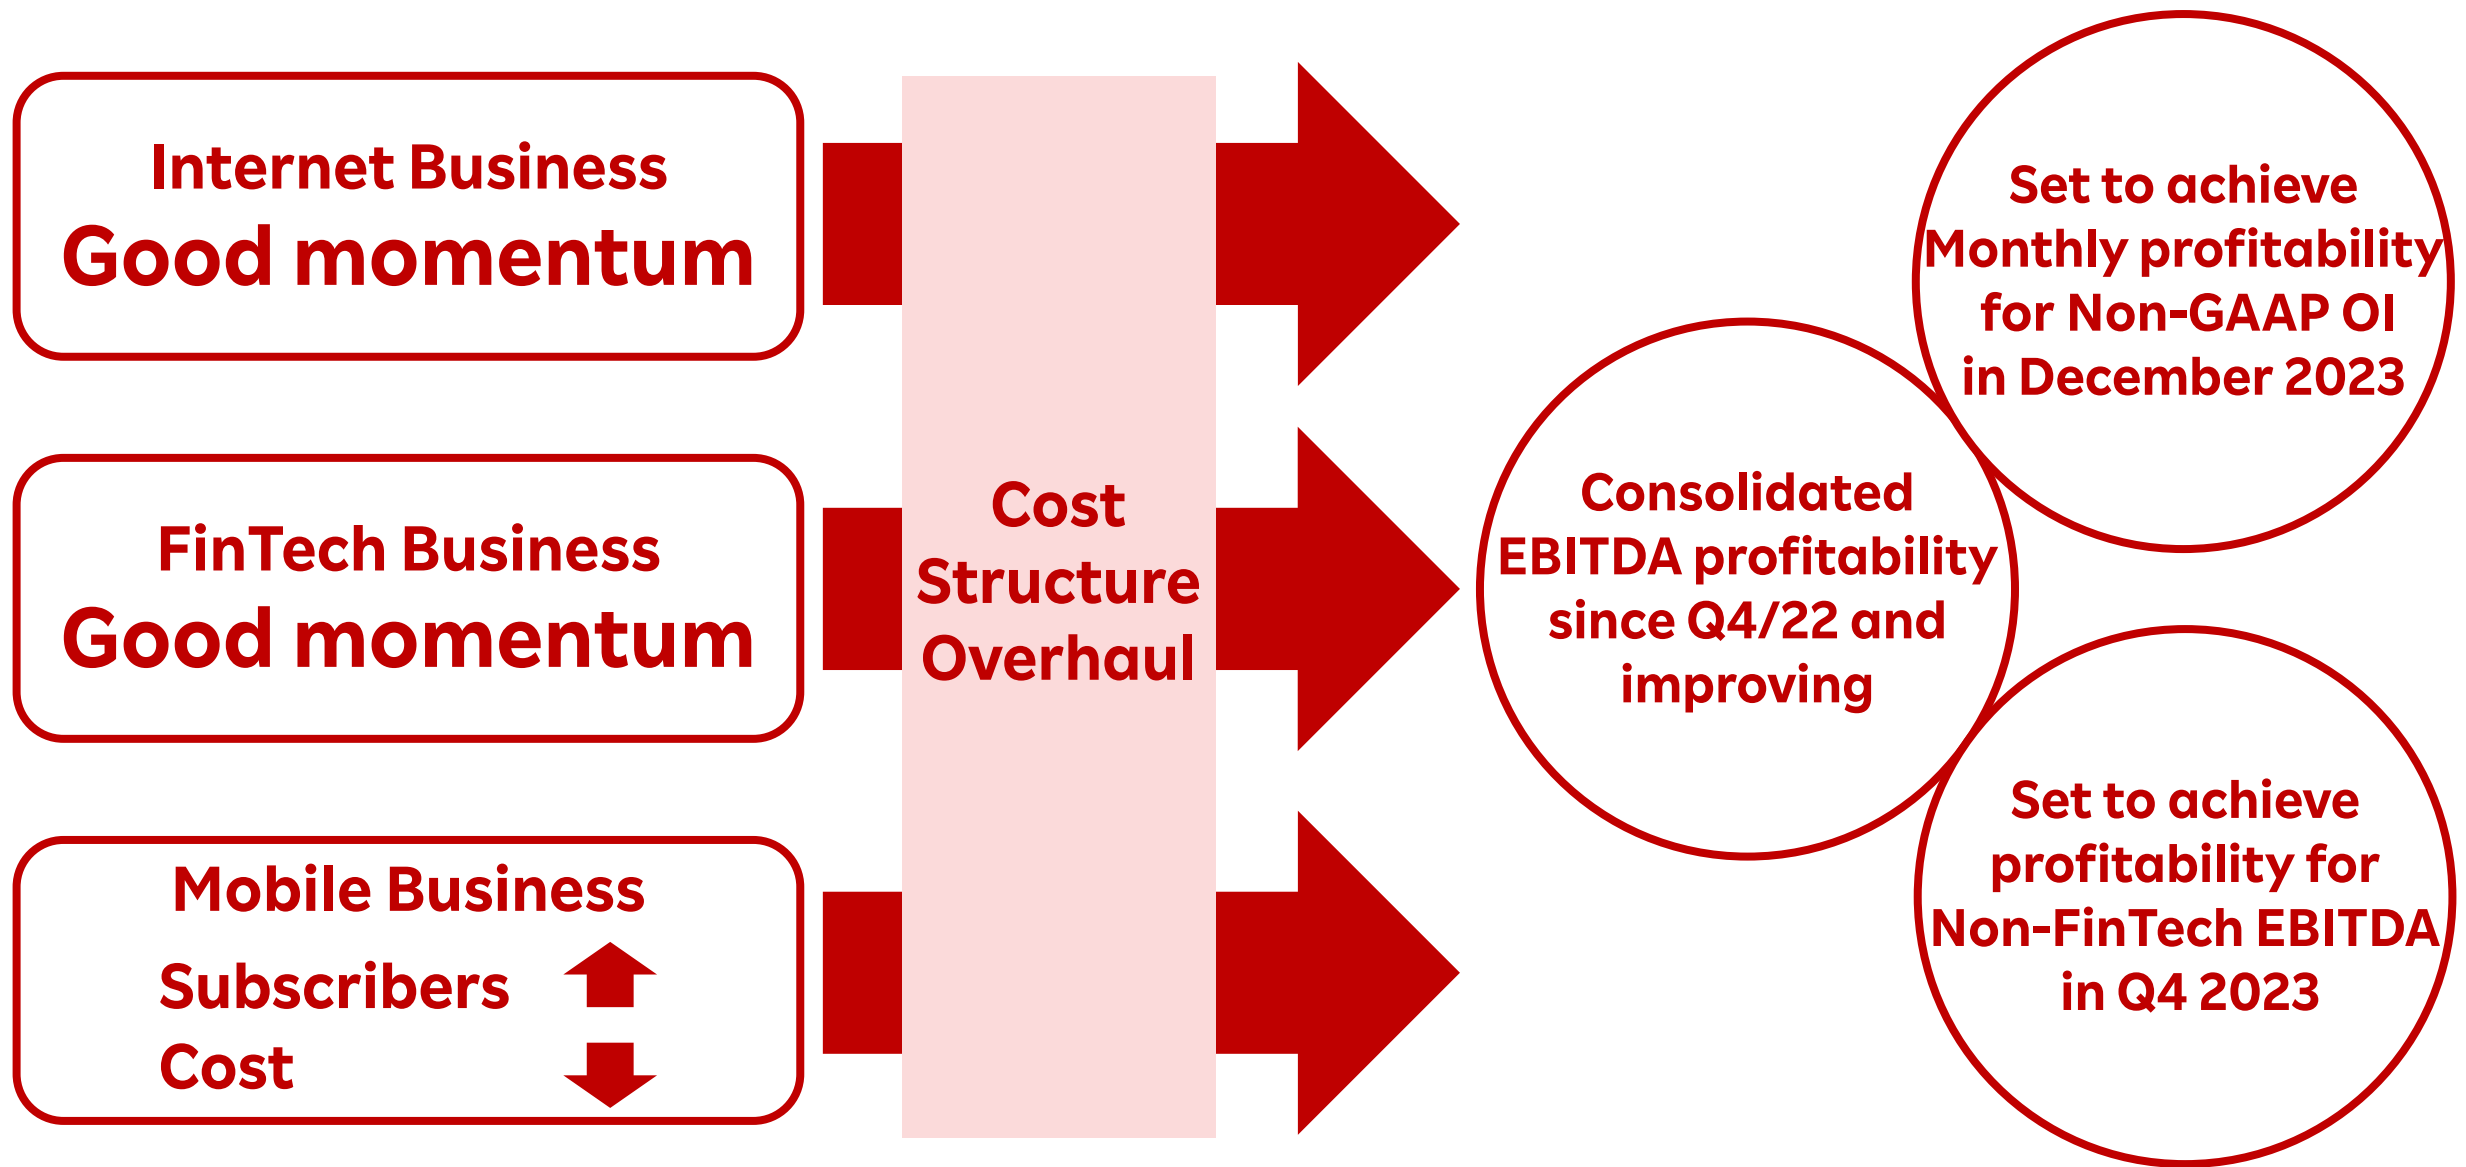 Internet Business
Good momentum
FinTech Business
Good momentum
Mobile Business
Subscribers
Cost
Cost
Structure
Overhaul
Consolidated
EBITDA profitability
since Q4/22 and
improving
Set to achieve
Monthly profitability
for Non-GAAP OI
in December 2023
Set to achieve
profitability for
Non-FinTech EBITDA
in Q4 2023